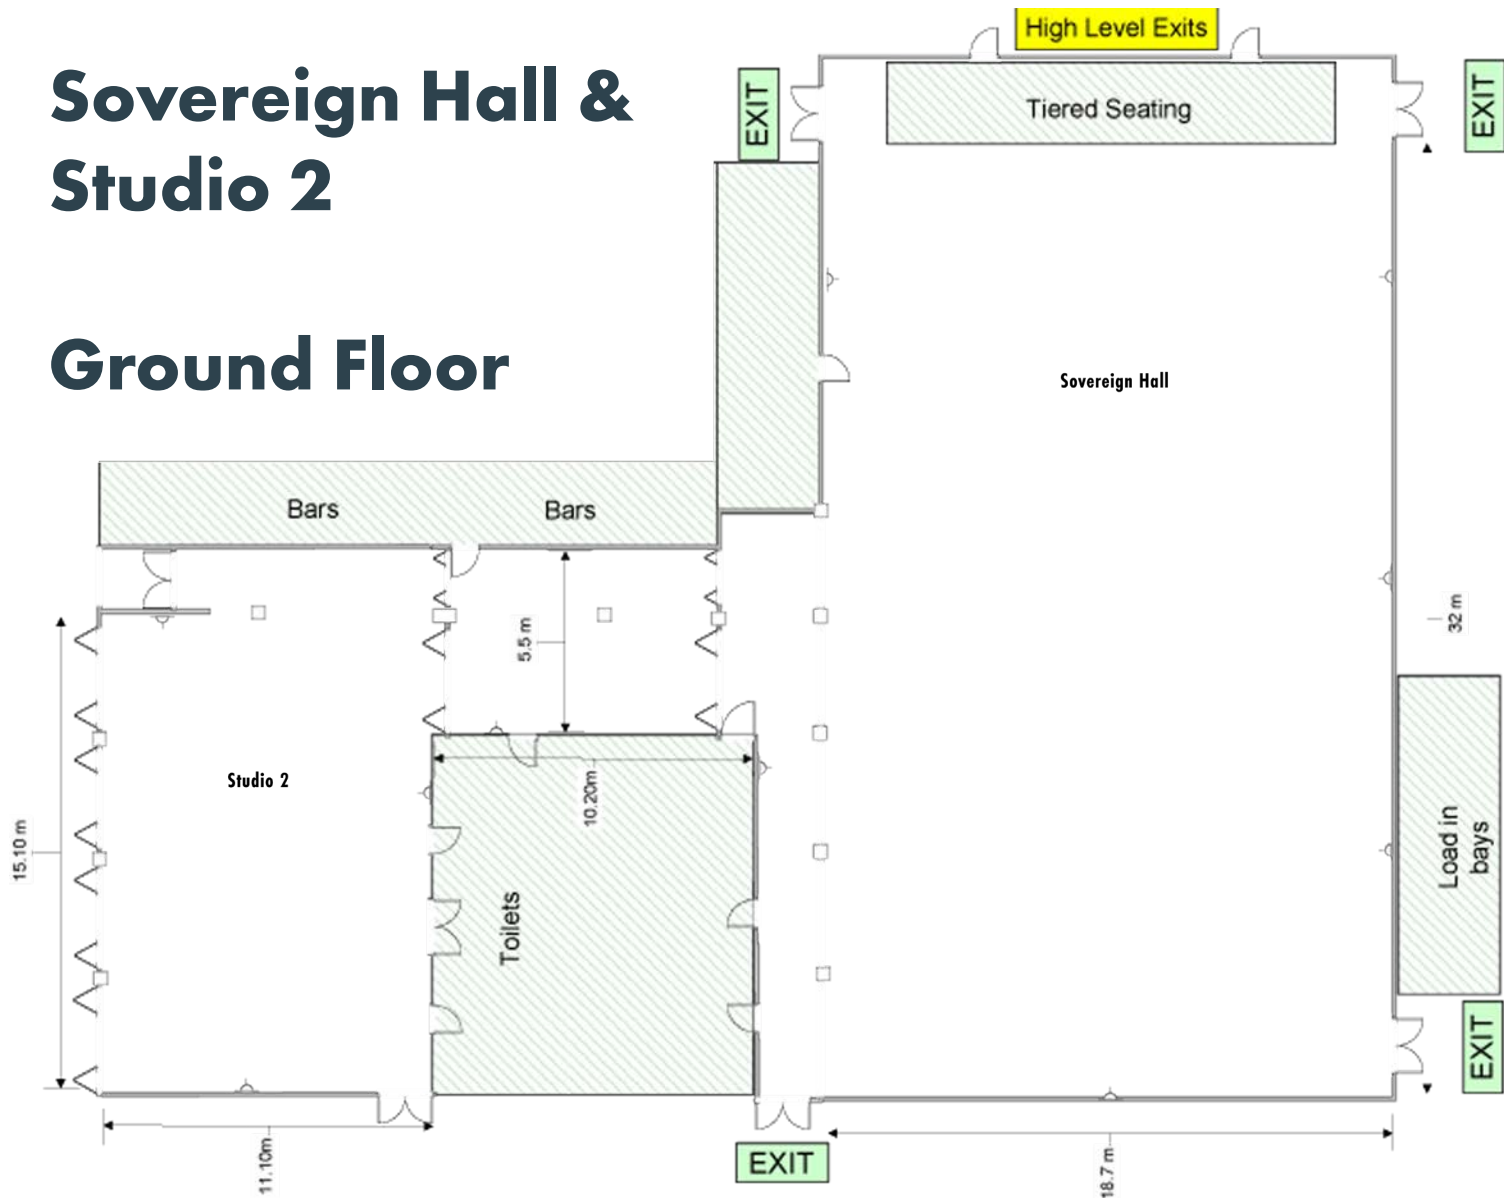 High Level Exits
Sovereign Hall &
Studio 2
EXIT
Tiered Seating
EXIT
Ground Floor
Sovereign Hall
Bars
Bars
5.5 m
32 m
Studio 2
10.20m
15.10 m
Toilets
Load in
bays
EXIT
EXIT
11.10m
18.7 m